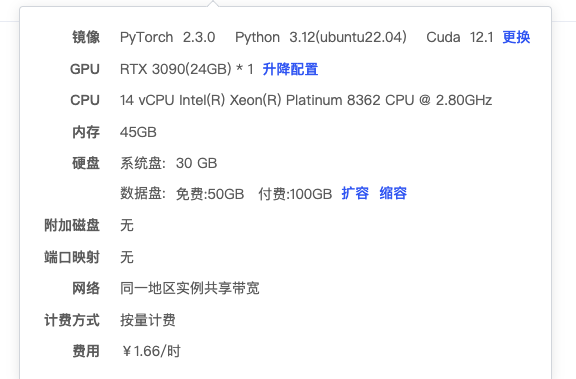 镜像 PyTorch 2.3.0 Python 3.12(ubuntu22.04) Cuda 12.1 更换
GPU RTX 3090(24GB) * 1 升降配置
CPU 14 vCPU Intel(R) Xeon(R) Platinum 8362 CPU @ 2.80GHz
内存 45GB
硬盘 系统盘: 30 GB
数据盘: 免费:50GB 付费:100GB 扩容 缩容
附加磁盘 无
端口映射 无
网络 同一地区实例共享带宽
计费方式 按量计费
费用 ￥1.66/时